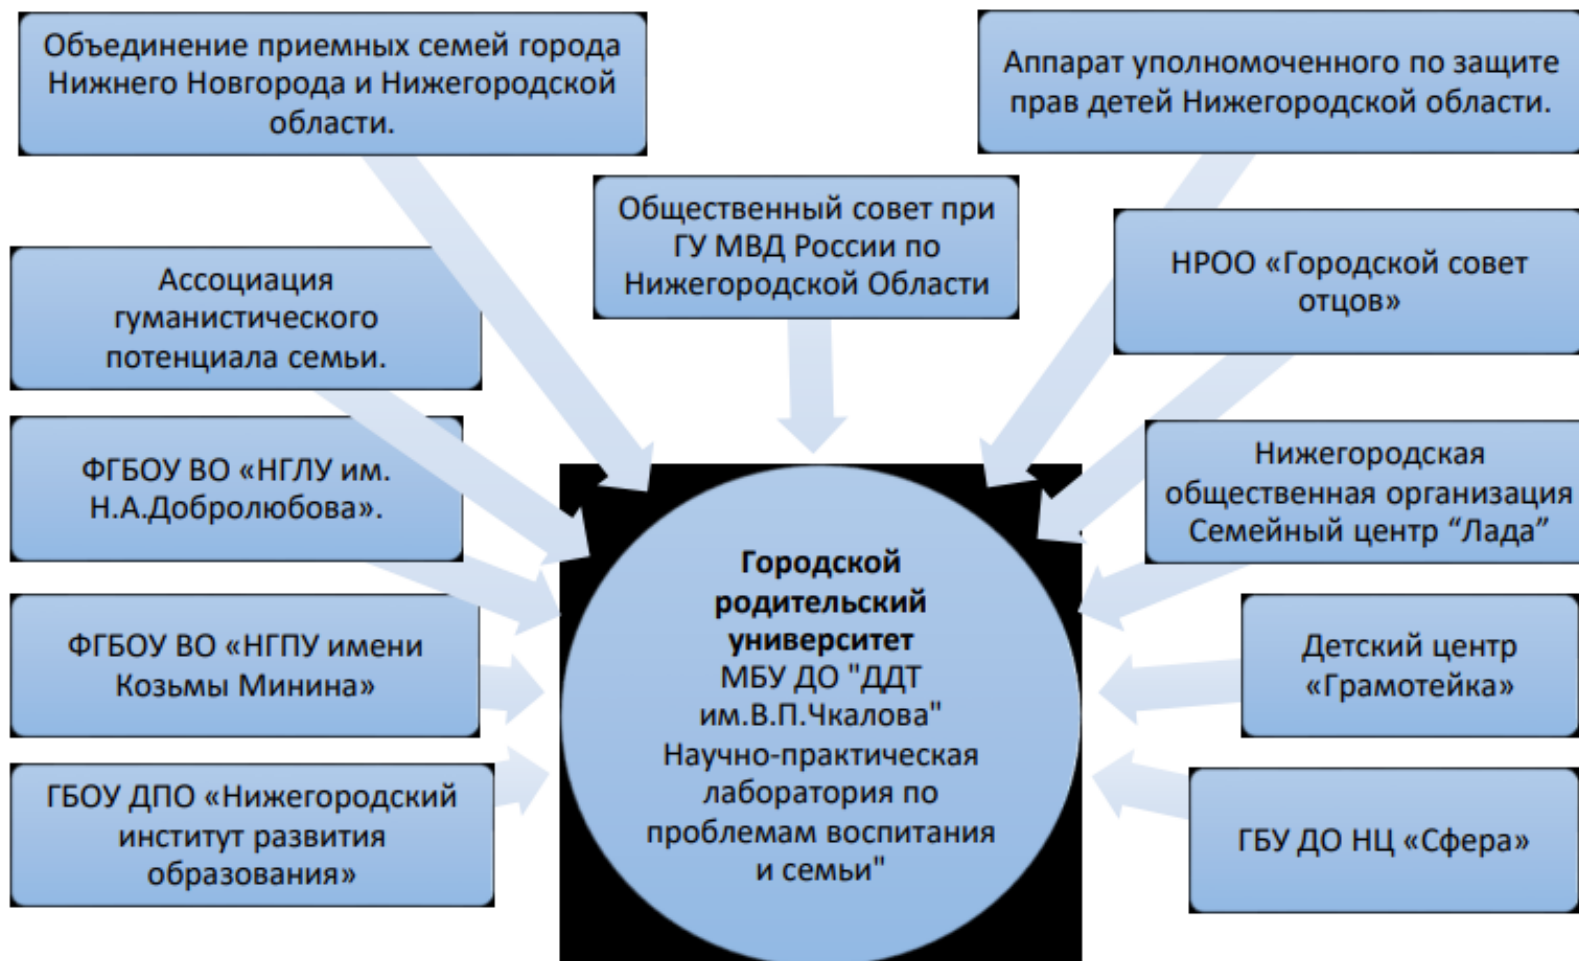 Объединение приемных семей города
Нижнего Новгорода и Нижегородской
области.
Аппарат уполномоченного по защите
прав детей Нижегородской области.
Общественный совет при
ГУ МВД России по
Нижегородской Области
НРОО «Городской совет
отцов»
Ассоциация
гуманистического
потенциала семьи.
ФГБОУ ВО «НГЛУ им.
Н.А.Добролюбова».
Нижегородская
общественная организация
Семейный центр “Лада”
ФГБОУ ВО «НГПУ имени
Козьмы Минина»
Детский центр
«Грамотейка»
ГБОУ ДПО «Нижегородский
институт развития
образования»
ГБУ ДО НЦ «Сфера»
Городской
родительский
университет
МБУ ДО "ДДТ
им.В.П.Чкалова"
Научно-практическая
лаборатория по
проблемам воспитания
и семьи"